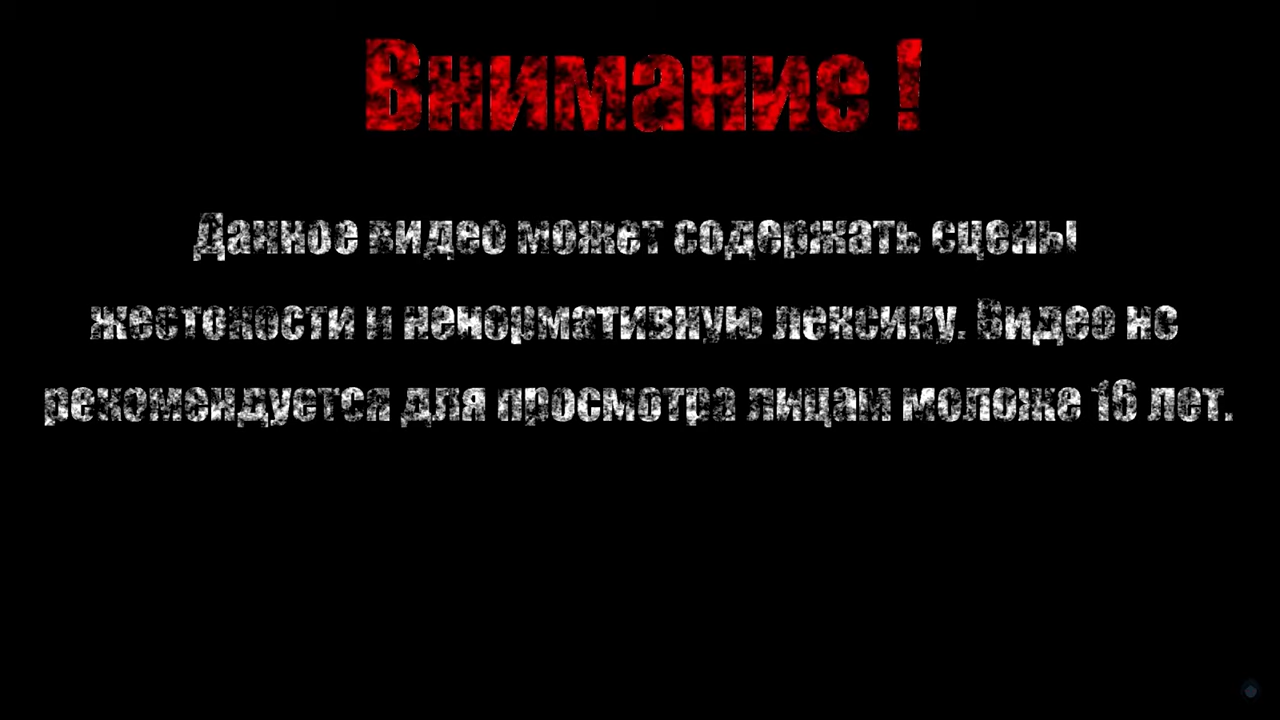 Внимание !
Данное видео может содержать сцены
жестокости и ненормативную лексику. Видео не
рекомендуется для просмотра лицам моложе 16 лет.